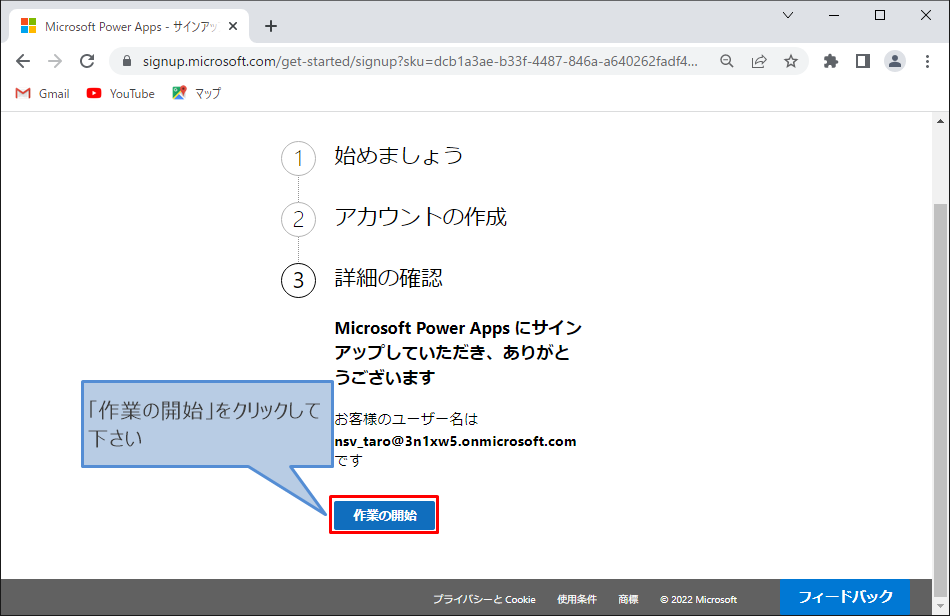 Microsoft Power Apps - サインアッ
signup.microsoft.com/get-started/signup?sku=dcb1a3ae-b33f-4487-846a-a640262fadf4...
Gmail
YouTube
マップ
1 始めましょう
2 アカウントの作成
3 詳細の確認
Microsoft Power Apps にサイン
アップしていただき、ありがと
うございます
「作業の開始」をクリックして
下さい
お客様のユーザー名は
nsv_taro@3n1xw5.onmicrosoft.com
です
作業の開始
プライバシーと Cookie 使用条件 商標 © 2022 Microsoft フィードバック